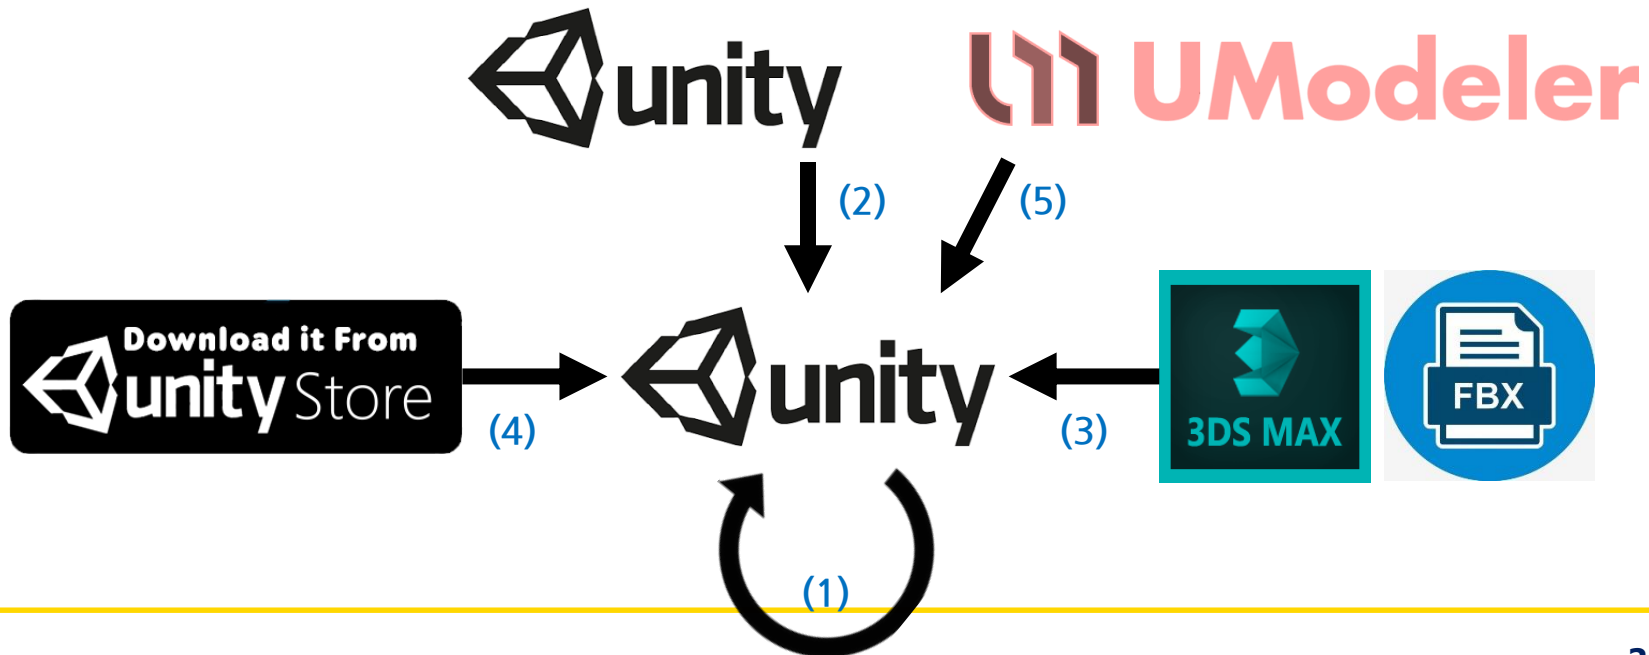 unity
UModeler
(2)
(5)
Download it From
unity Store
(4)
unity
(3)
3DS MAX
FBX
(1)